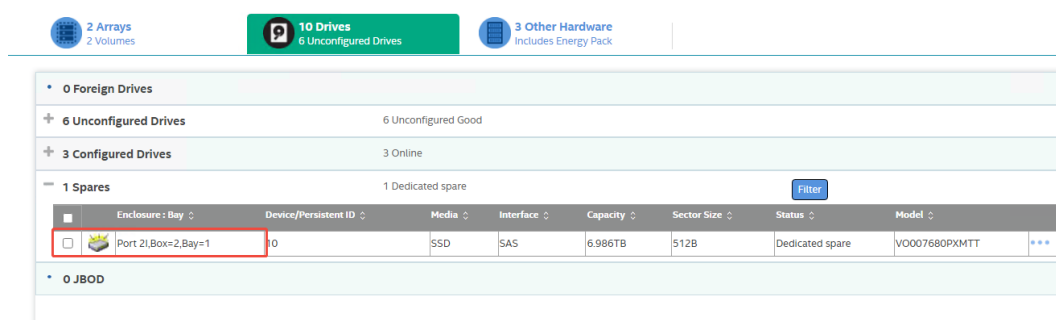 2 Arrays
2 Volumes
10 Drives
6 Unconfigured Drives
3 Other Hardware
Includes Energy Pack
0 Foreign Drives
6 Unconfigured Drives 6 Unconfigured Good
3 Configured Drives 3 Online
1 Spares 1 Dedicated spare Filter
Enclosure : Bay Device/Persistent ID Media Interface Capacity Sector Size Status Model
Port 2I,Box=2,Bay=1 10 SSD SAS 6.986TB 512B Dedicated spare VO007680PXMTT
0 JBOD